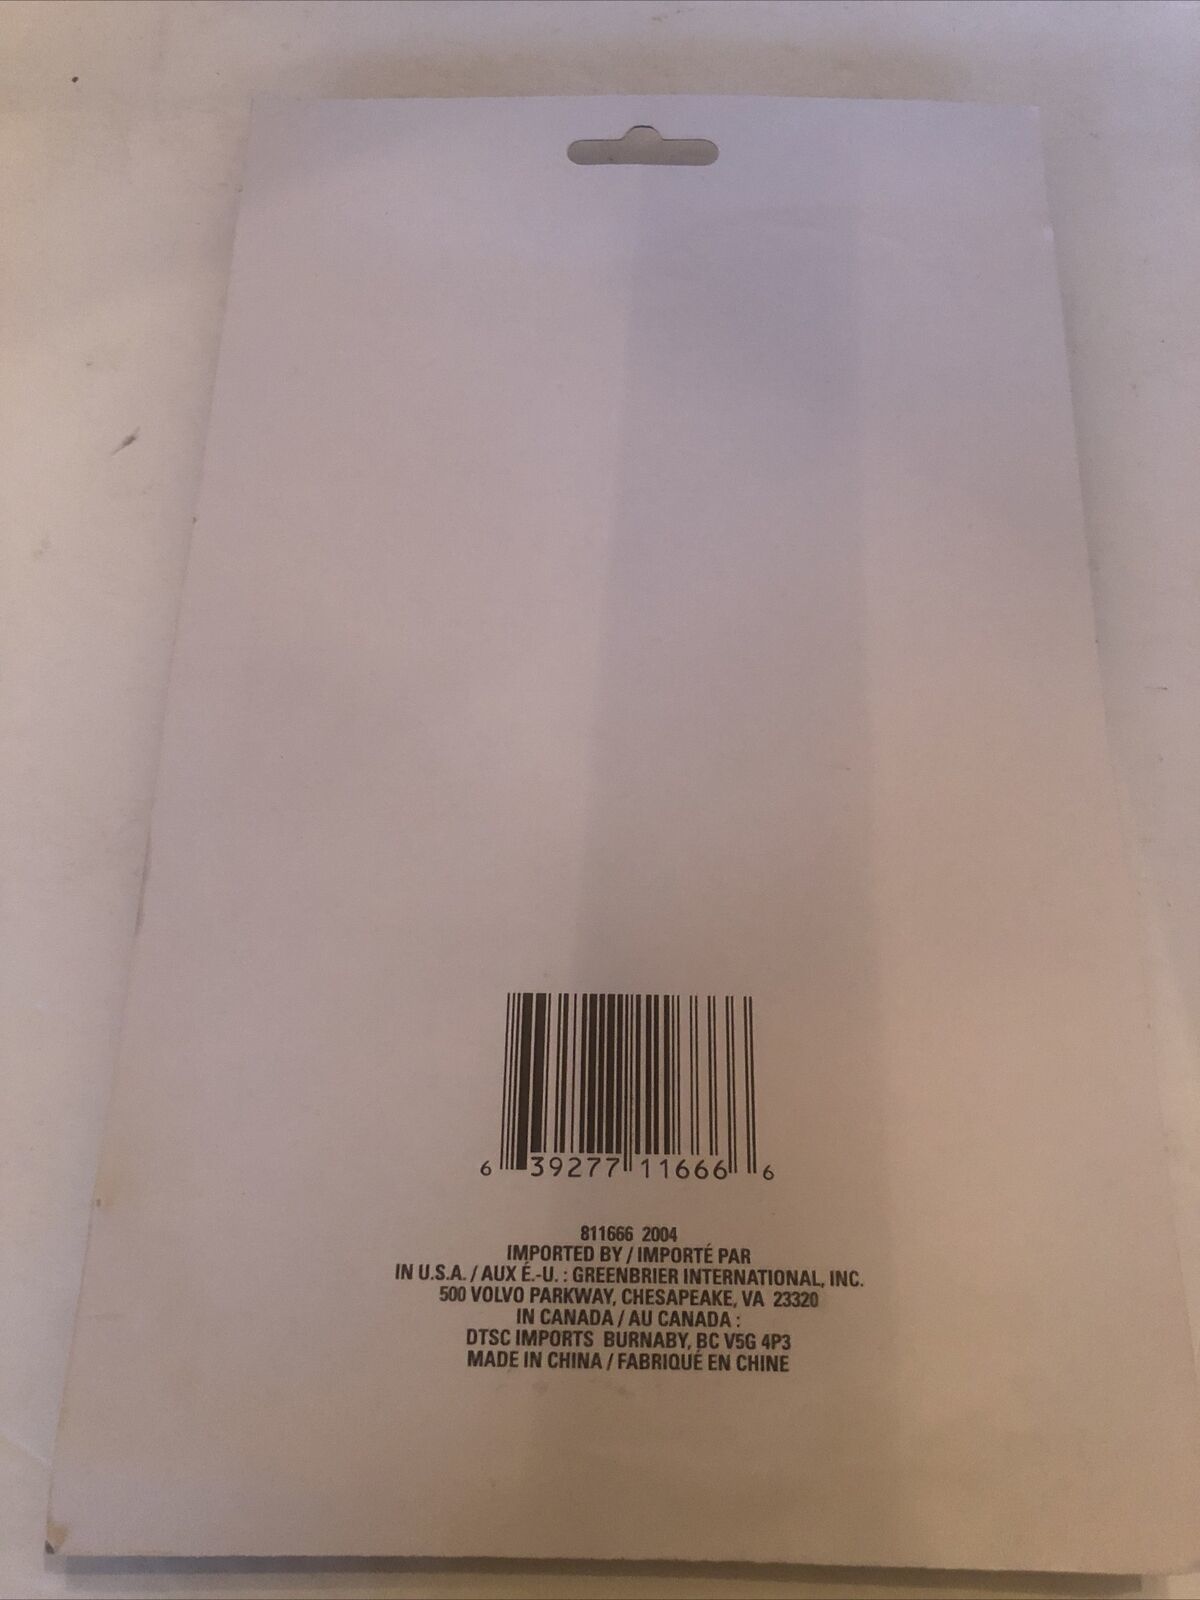 6 39277 11666 6
811666 2004
IMPORTED BY / IMPORTÉ PAR
IN U.S.A. / AUX É.-U. : GREENBRIER INTERNATIONAL, INC.
500 VOLVO PARKWAY, CHESAPEAKE, VA 23320
IN CANADA / AU CANADA :
DTSC IMPORTS BURNABY, BC V5G 4P3
MADE IN CHINA / FABRIQUÉ EN CHINE